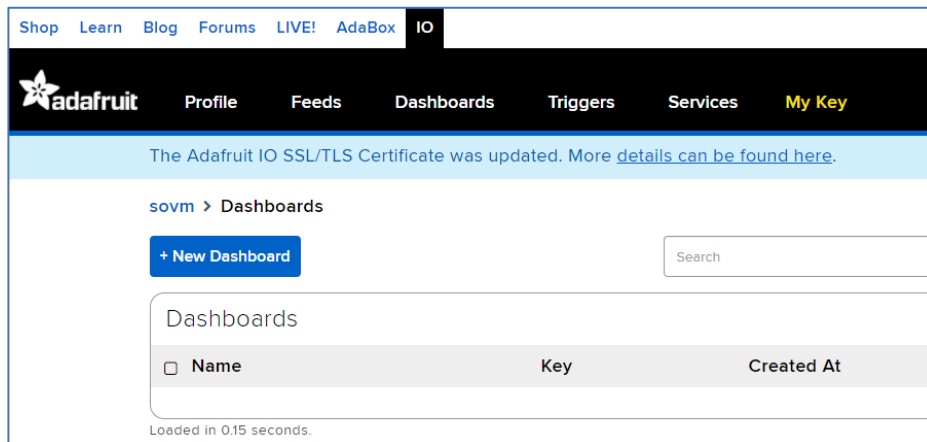 Shop Learn Blog Forums LIVE! AdaBox IO
adafruit Profile Feeds Dashboards Triggers Services My Key
The Adafruit IO SSL/TLS Certificate was updated. More details can be found here.
sovm > Dashboards
+ New Dashboard Search
Dashboards
Name Key Created At
Loaded in 0.15 seconds.